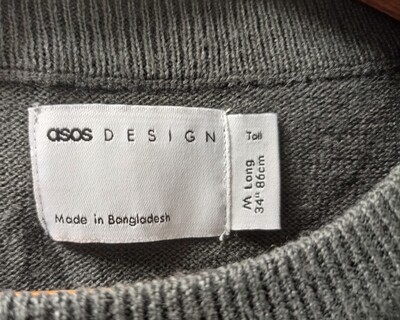 asos DESIGN
Made in Bangladesh
Tall
M Long
34" 86cm